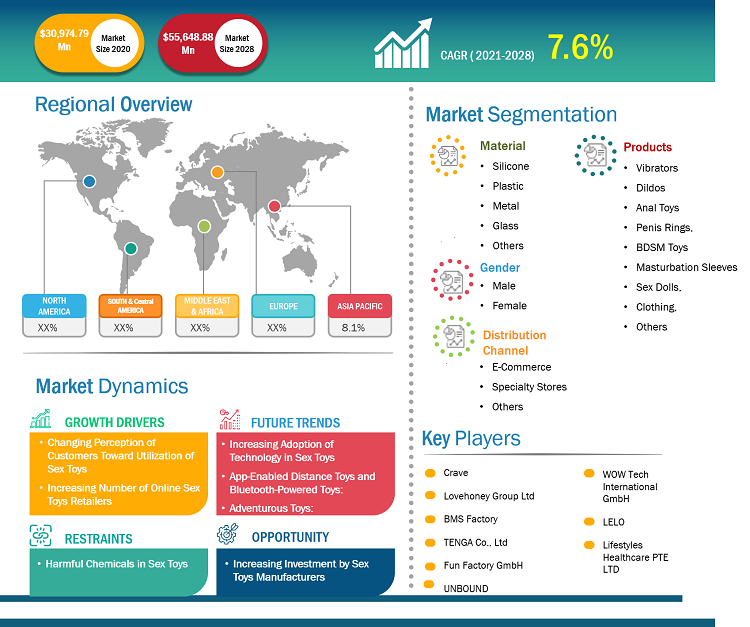 $30,974.79
Mn
Market
Size 2020
$55,648.88
Mn
Market
Size 2028
CAGR ( 2021-2028)
7.6%
Regional Overview
NORTH
AMERICA
XX%
SOUTH & Central
AMERICA
XX%
MIDDLE EAST
& AFRICA
XX%
EUROPE
XX%
ASIA PACIFIC
8.1%
Market Dynamics
GROWTH DRIVERS
• Changing Perception of
Customers Toward Utilization of
Sex Toys
• Increasing Number of Online Sex
Toys Retailers
FUTURE TRENDS
• Increasing Adoption of
Technology in Sex Toys
• App-Enabled Distance Toys and
Bluetooth-Powered Toys:
• Adventurous Toys:
RESTRAINTS
• Harmful Chemicals in Sex Toys
OPPORTUNITY
• Increasing Investment by Sex
Toys Manufacturers
Market Segmentation
Material
• Silicone
• Plastic
• Metal
• Glass
• Others
Gender
• Male
• Female
Distribution
Channel
• E-Commerce
• Specialty Stores
• Others
Products
• Vibrators
• Dildos
• Anal Toys
• Penis Rings,
• BDSM Toys
• Masturbation Sleeves
• Sex Dolls,
• Clothing,
• Others
Key Players
Crave
Lovehoney Group Ltd
BMS Factory
TENGA Co., Ltd
Fun Factory GmbH
UNBOUND
WOW Tech
International
GmbH
LELO
Lifestyles
Healthcare PTE
LTD